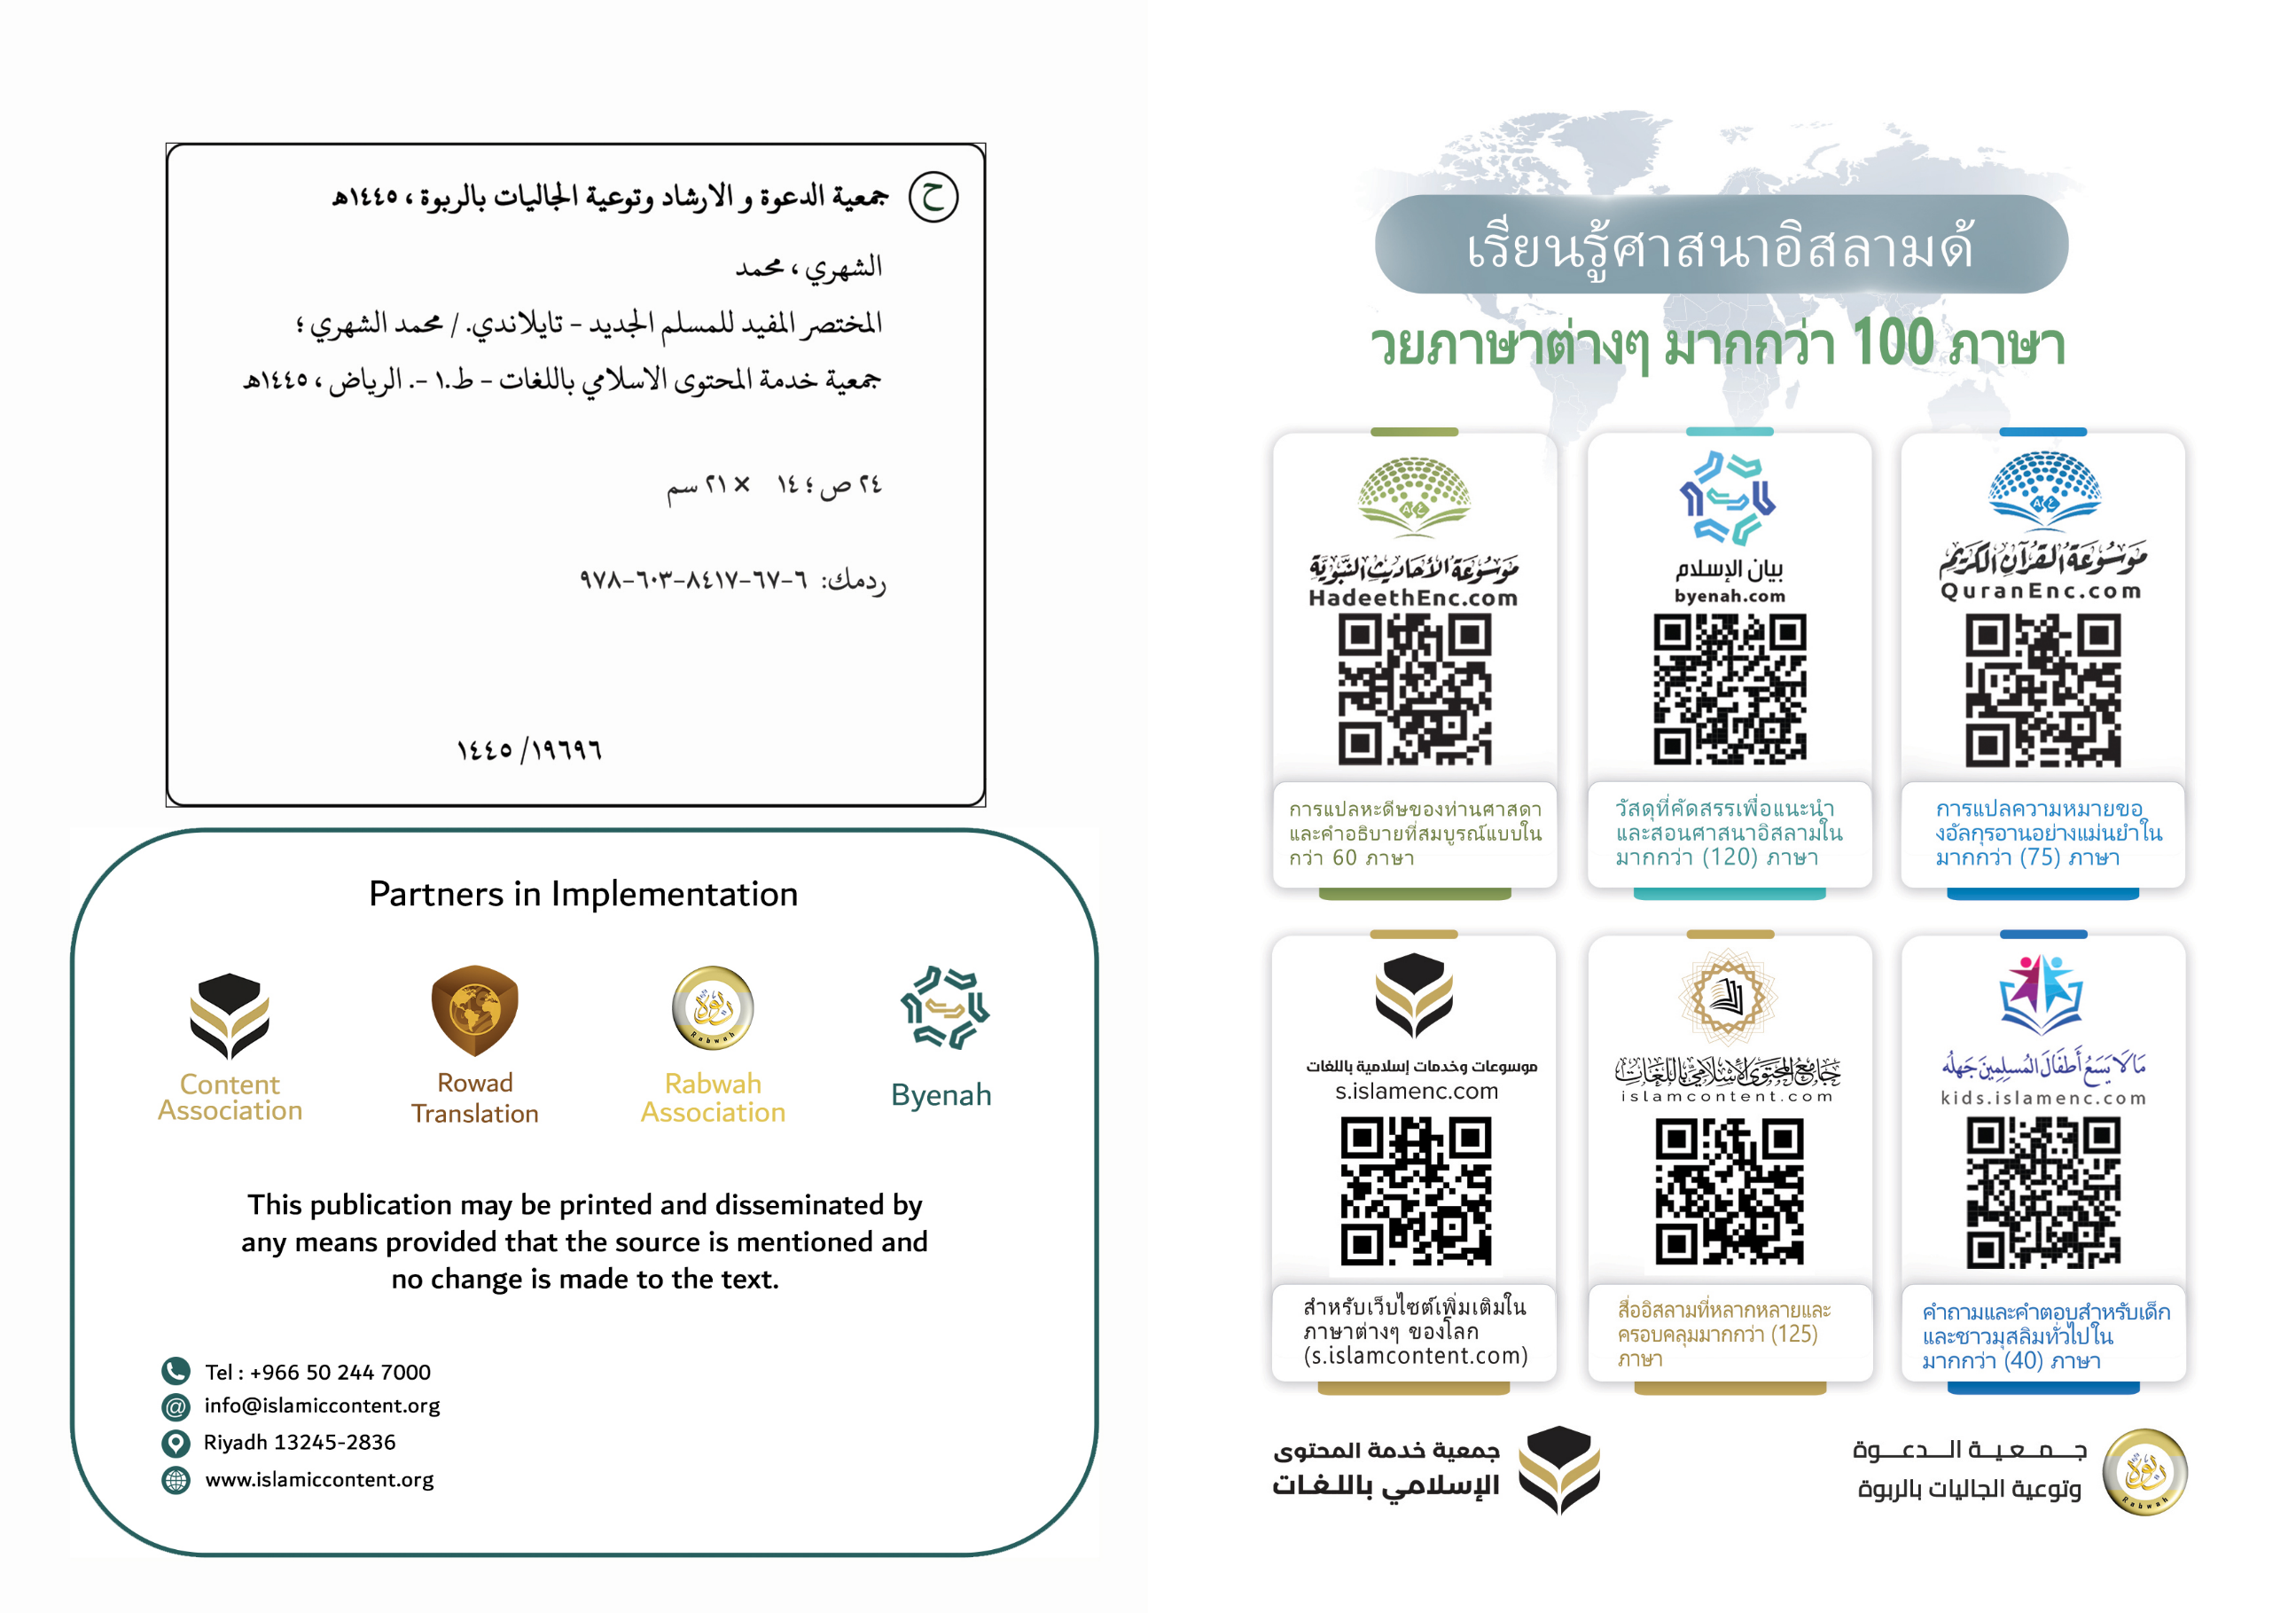 ح جمعية الدعوة و الارشاد وتوعية الجاليات بالربوة ، ١٤٤٥هـ
الشهري ، محمد
المختصر المفيد للمسلم الجديد - تايلاندي. / محمد الشهري ؛
جمعية خدمة المحتوى الاسلامي باللغات - ط.١ -. الرياض ، ١٤٤٥هـ
٢٤ ص ؛ ١٤ × ٢١ سم
ردمك: ٦-٦٧-٨٤١٧-٦٠٣-٩٧٨
١٤٤٥ /١٩٦٩٦
Partners in Implementation
Content
Association
Rowad
Translation
Rabwah
Rabwah
Association
Byenah
This publication may be printed and disseminated by
any means provided that the source is mentioned and
no change is made to the text.
Tel : +966 50 244 7000
info@islamiccontent.org
Riyadh 13245-2836
www.islamiccontent.org
เรียนรู้ศาสนาอิสลามด้
วยภาษาต่างๆ มากกว่า 100 ภาษา
موسوعة الأحاديث النبوية
HadeethEnc.com
การแปลหะดีษของท่านศาสดา
และคำอธิบายที่สมบูรณ์แบบใน
กว่า 60 ภาษา
بيان الإسلام
byenah.com
วัสดุที่คัดสรรเพื่อแนะนำ
และสอนศาสนาอิสลามใน
มากกว่า (120) ภาษา
موسوعة القرآن الكريم
QuranEnc.com
การแปลความหมายขอ
งอัลกุรอานอย่างแม่นยำใน
มากกว่า (75) ภาษา
موسوعات وخدمات إسلامية باللغات
s.islamenc.com
สำหรับเว็บไซต์เพิ่มเติมใน
ภาษาต่างๆ ของโลก
(s.islamcontent.com)
جامع المحتوى الإسلامي باللغات
islamcontent.com
สื่ออิสลามที่หลากหลายและ
ครอบคลุมมากกว่า (125)
ภาษา
مَا لَا يَسَعُ أَطْفَالَ المُسلِمِينَ جَهلُهُ
kids.islamenc.com
คำถามและคำตอบสำหรับเด็ก
และชาวมุสลิมทั่วไปใน
มากกว่า (40) ภาษา
جمعية خدمة المحتوى
الإسلامي باللغات
جـمـعـيـة الـدعـوة
وتوعية الجاليات بالربوة
Rabwah